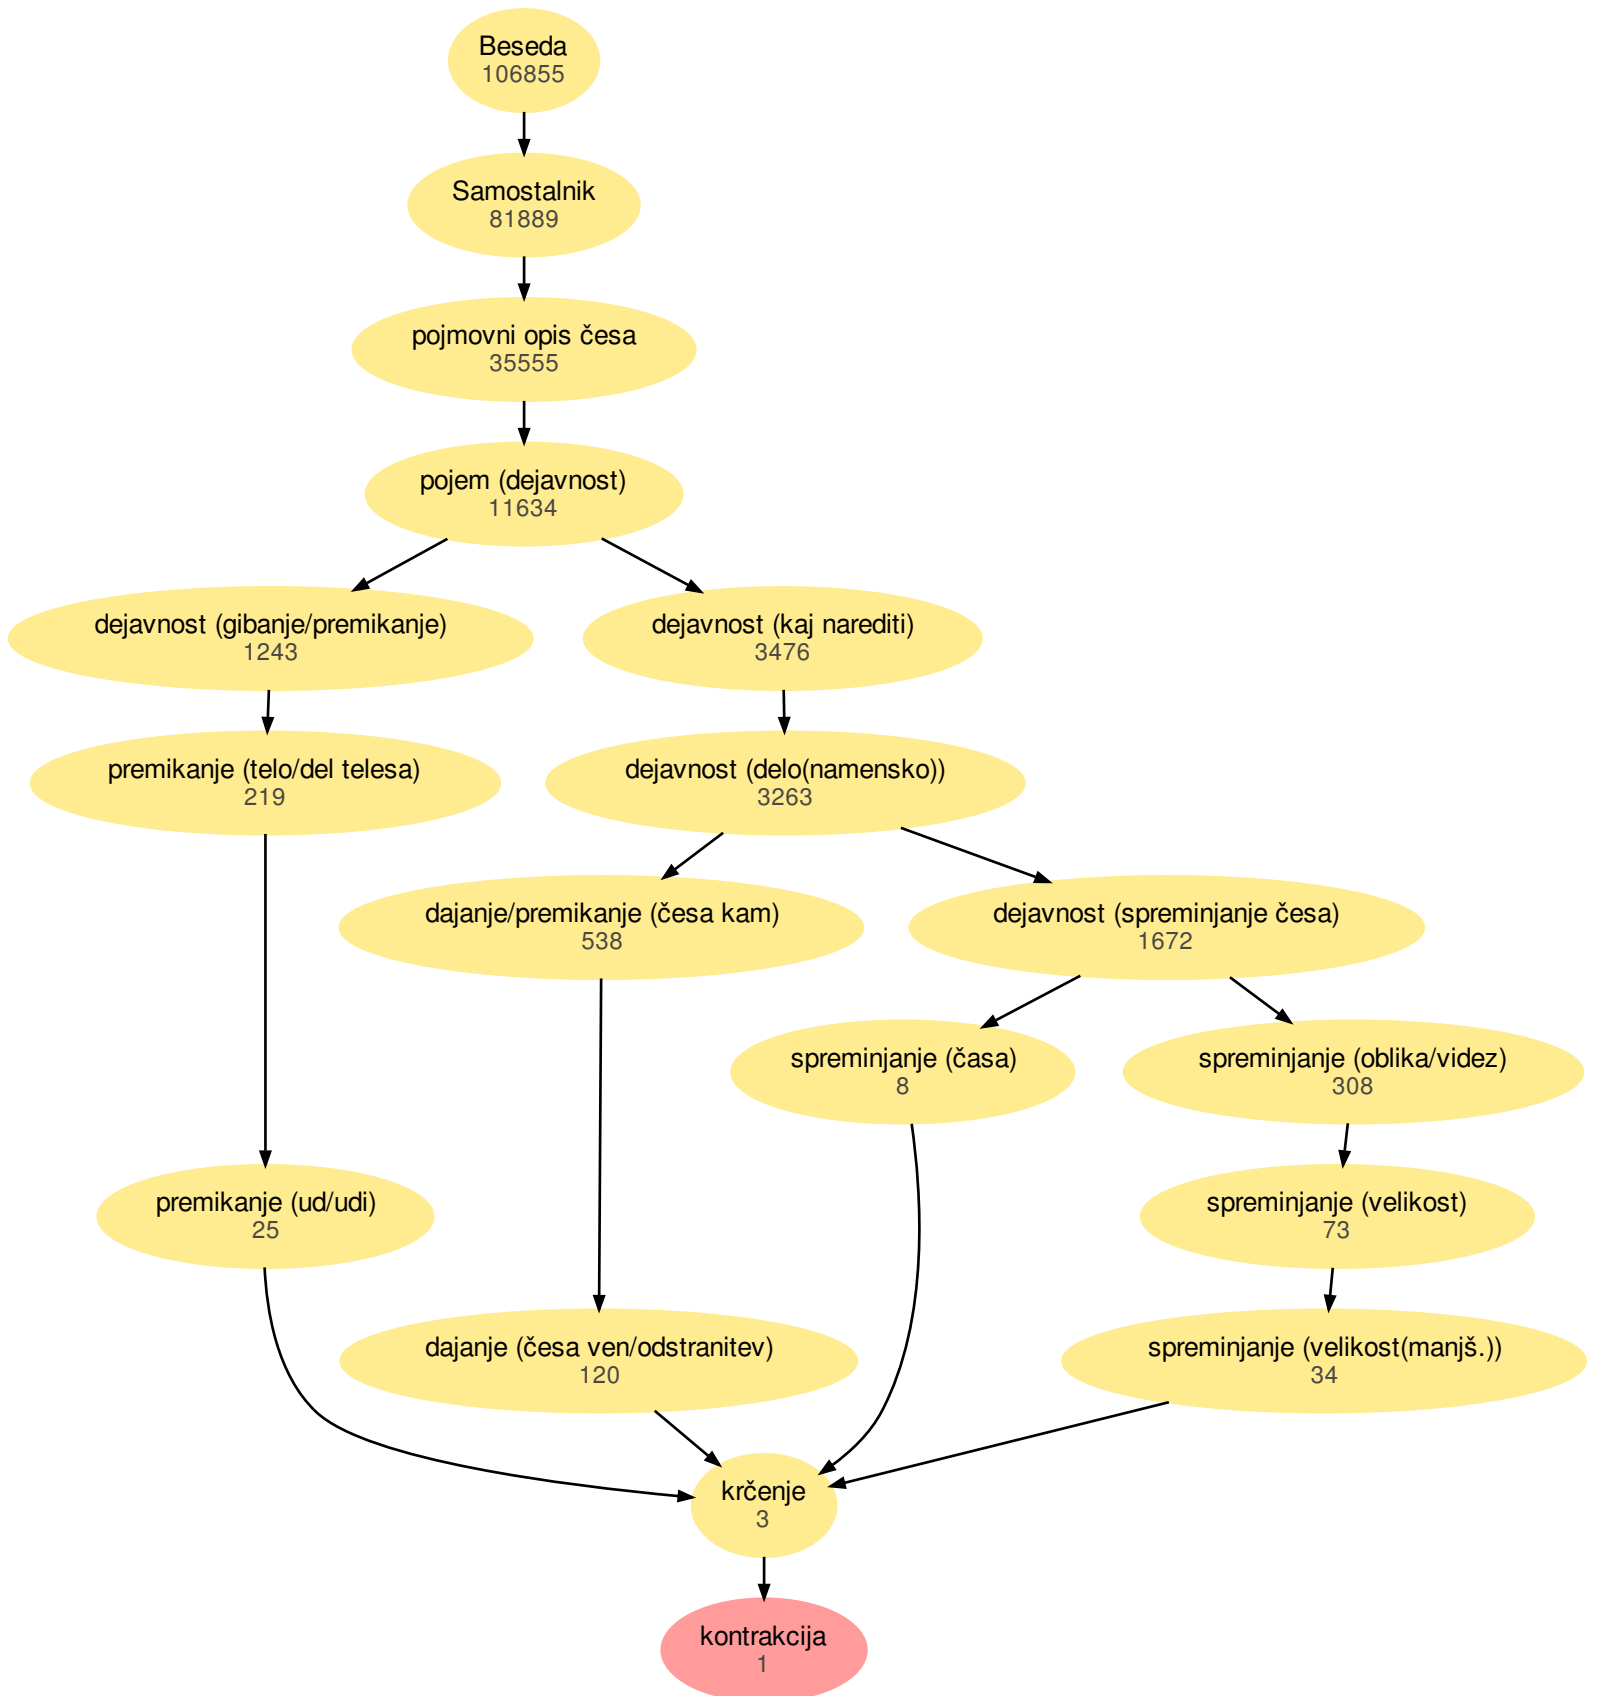 Beseda
106855
Samostalnik
81889
pojmovni opis česa
35555
pojem (dejavnost)
11634
dejavnost (gibanje/premikanje)
1243
dejavnost (kaj narediti)
3476
premikanje (telo/del telesa)
219
dejavnost (delo(namensko))
3263
dajanje/premikanje (česa kam)
538
dejavnost (spreminjanje česa)
1672
spreminjanje (časa)
8
spreminjanje (oblika/videz)
308
premikanje (ud/udi)
25
spreminjanje (velikost)
73
dajanje (česa ven/odstranitev)
120
spreminjanje (velikost(manjš.))
34
krčenje
3
kontrakcija
1